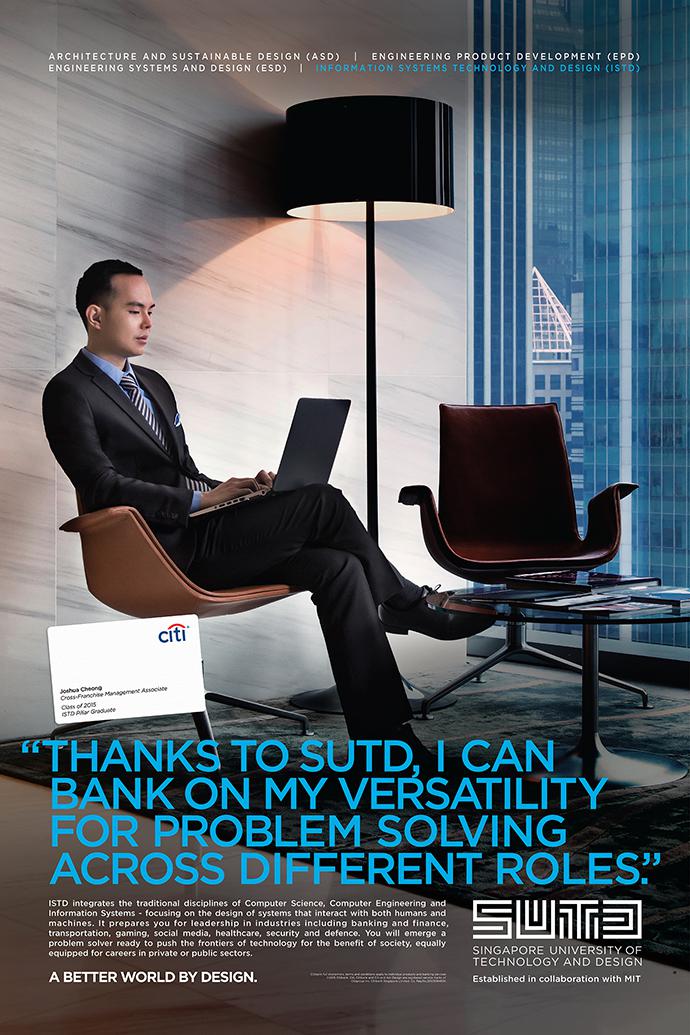 ARCHITECTURE AND SUSTAINABLE DESIGN (ASD) | ENGINEERING PRODUCT DEVELOPMENT (EPD)
ENGINEERING SYSTEMS AND DESIGN (ESD) | INFORMATION SYSTEMS TECHNOLOGY AND DESIGN (ISTD)
citi
Joshua Cheong
Cross-Franchise Management Associate
Class of 2015
ISTD Pillar Graduate
“THANKS TO SUTD, I CAN
BANK ON MY VERSATILITY
FOR PROBLEM SOLVING
ACROSS DIFFERENT ROLES.”
ISTD integrates the traditional disciplines of Computer Science, Computer Engineering and
Information Systems - focusing on the design of systems that interact with both humans and
machines. It prepares you for leadership in industries including banking and finance,
transportation, gaming, social media, healthcare, security and defence. You will emerge a
problem solver ready to push the frontiers of technology for the benefit of society, equally
equipped for careers in private or public sectors.
A BETTER WORLD BY DESIGN.
SUTD
SINGAPORE UNIVERSITY OF
TECHNOLOGY AND DESIGN
Established in collaboration with MIT